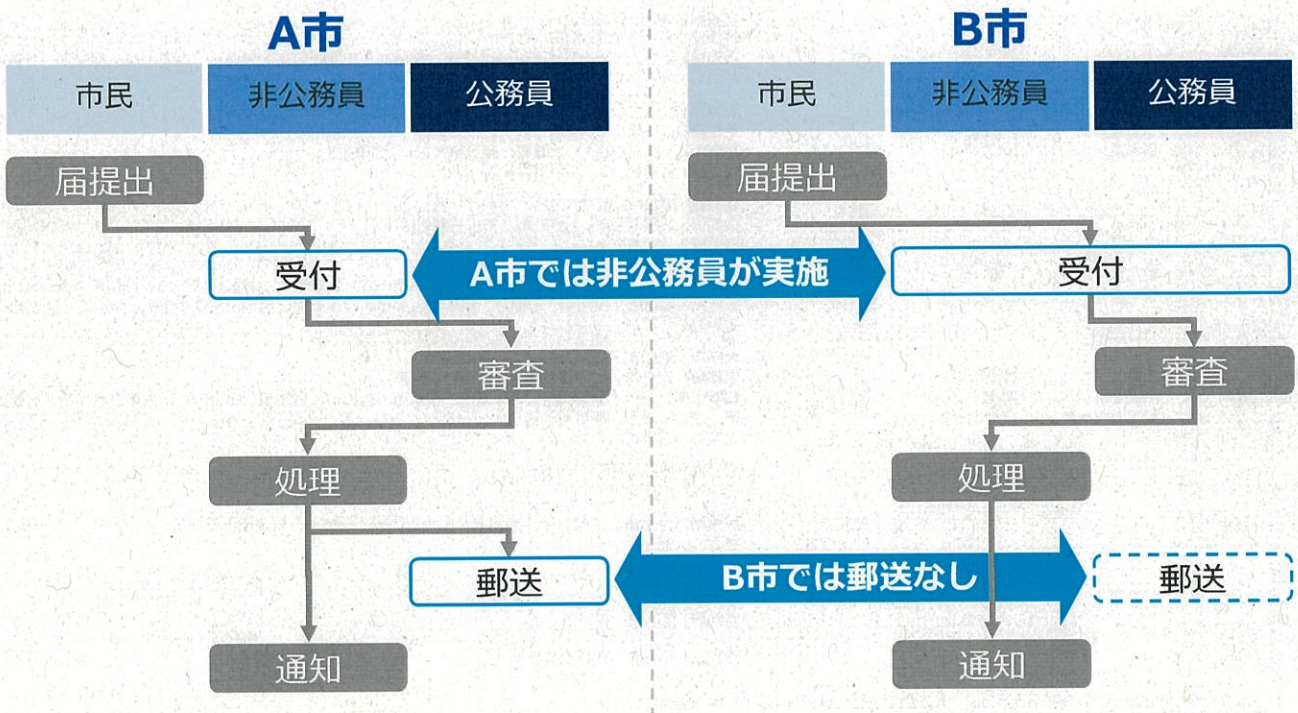 A市
市民
非公務員
公務員
届提出
受付
審査
処理
郵送
通知
A市では非公務員が実施
B市では郵送なし
B市
市民
非公務員
公務員
届提出
受付
審査
処理
郵送
通知